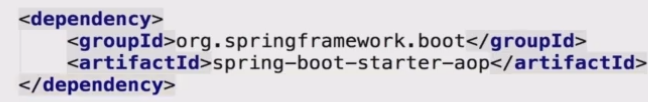 <dependency>
    <groupId>org.springframework.boot</groupId>
    <artifactId>spring-boot-starter-aop</artifactId>
</dependency>